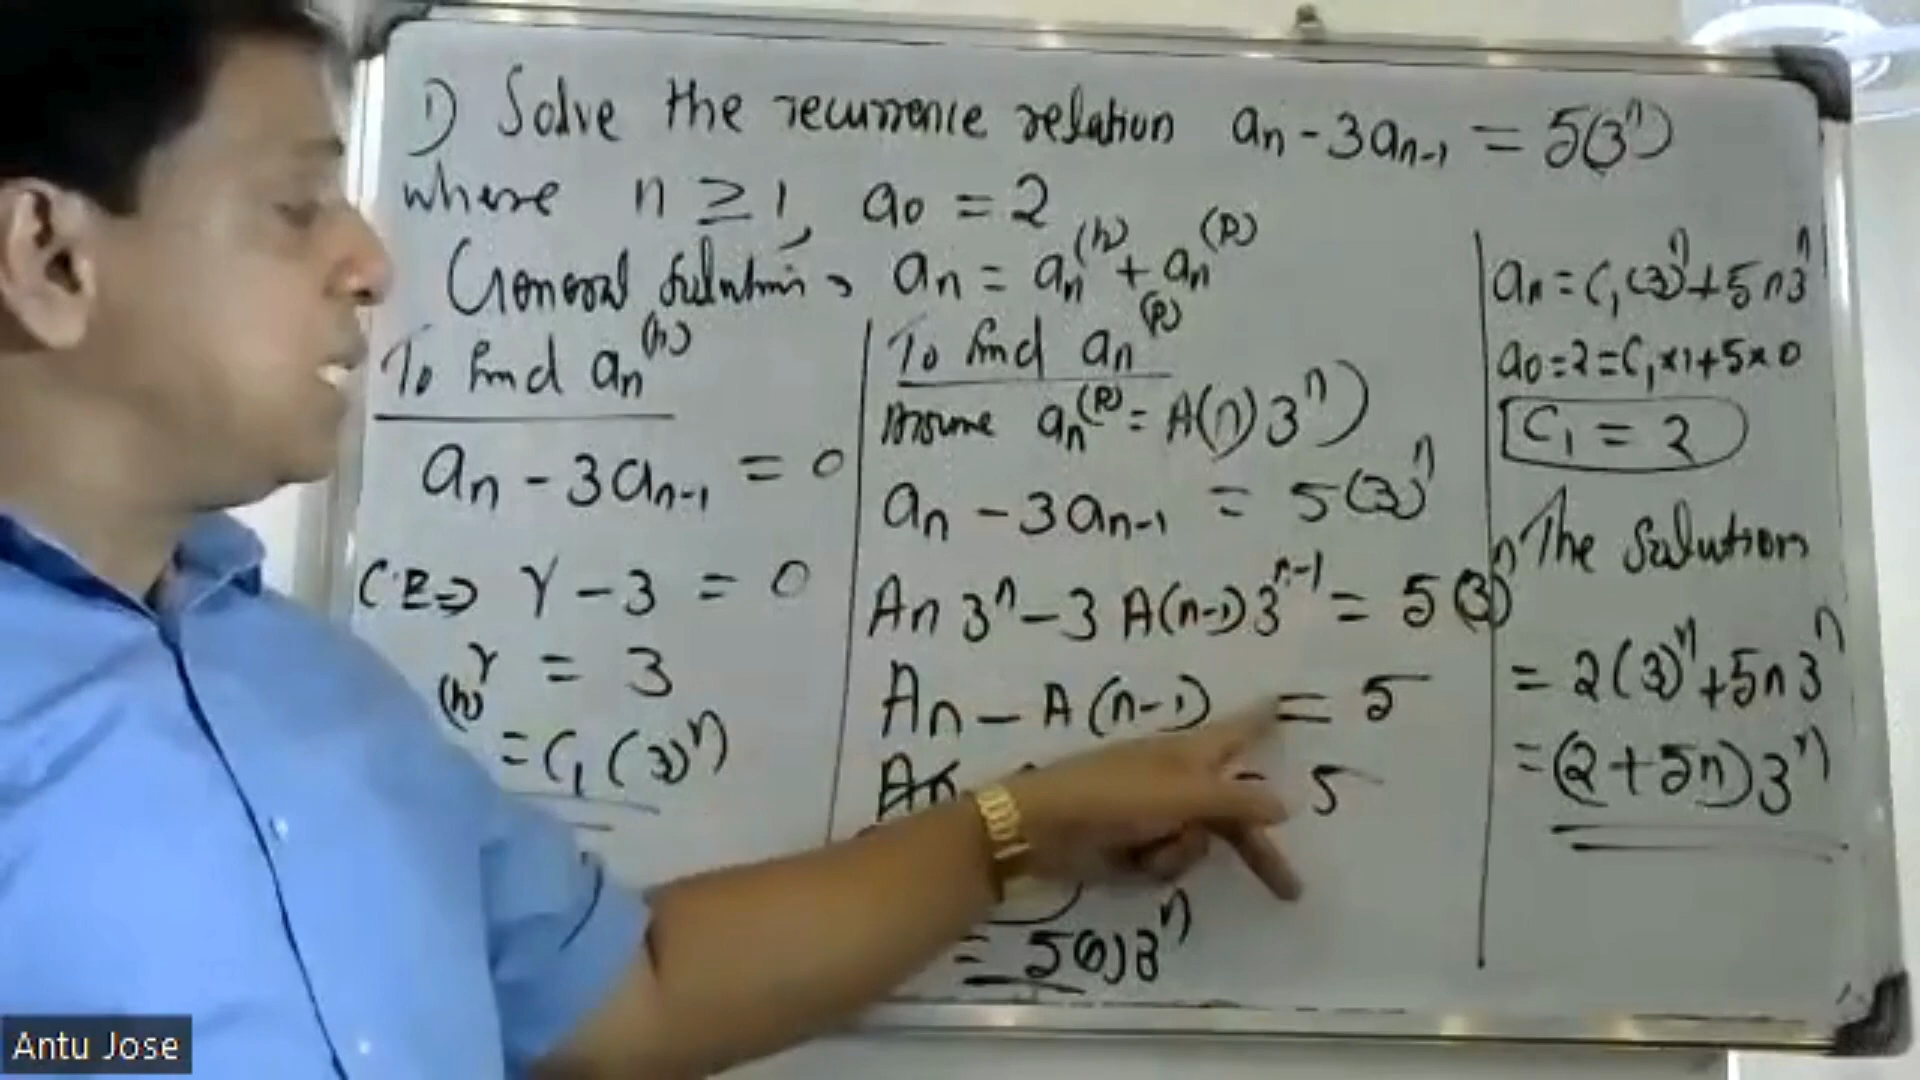 1) Solve the recurrence relation aₙ - 3aₙ₋₁ = 5(3ⁿ)
where n ≥ 1, a₀ = 2
General solution, aₙ = aₙ⁽ʰ⁾ + aₙ⁽ᵖ⁾
To find aₙ⁽ʰ⁾
aₙ - 3aₙ₋₁ = 0
C.E ⇒ r - 3 = 0
r = 3
(h) = C₁(3)ⁿ
To find aₙ⁽ᵖ⁾
Assume aₙ⁽ᵖ⁾ = A(n)3ⁿ)
aₙ - 3aₙ₋₁ = 5(3)ⁿ
An 3ⁿ - 3 A(n-1)3ⁿ⁻¹ = 5(3)ⁿ
An - A(n-1) = 5
An = 5
= 5(n)3ⁿ
aₙ = C₁(3)ⁿ + 5n3ⁿ
a₀ = 2 = C₁×1 + 5×0
C₁ = 2
The Solution
= 2(3)ⁿ + 5n3ⁿ
= (2+5n)3ⁿ
Antu Jose